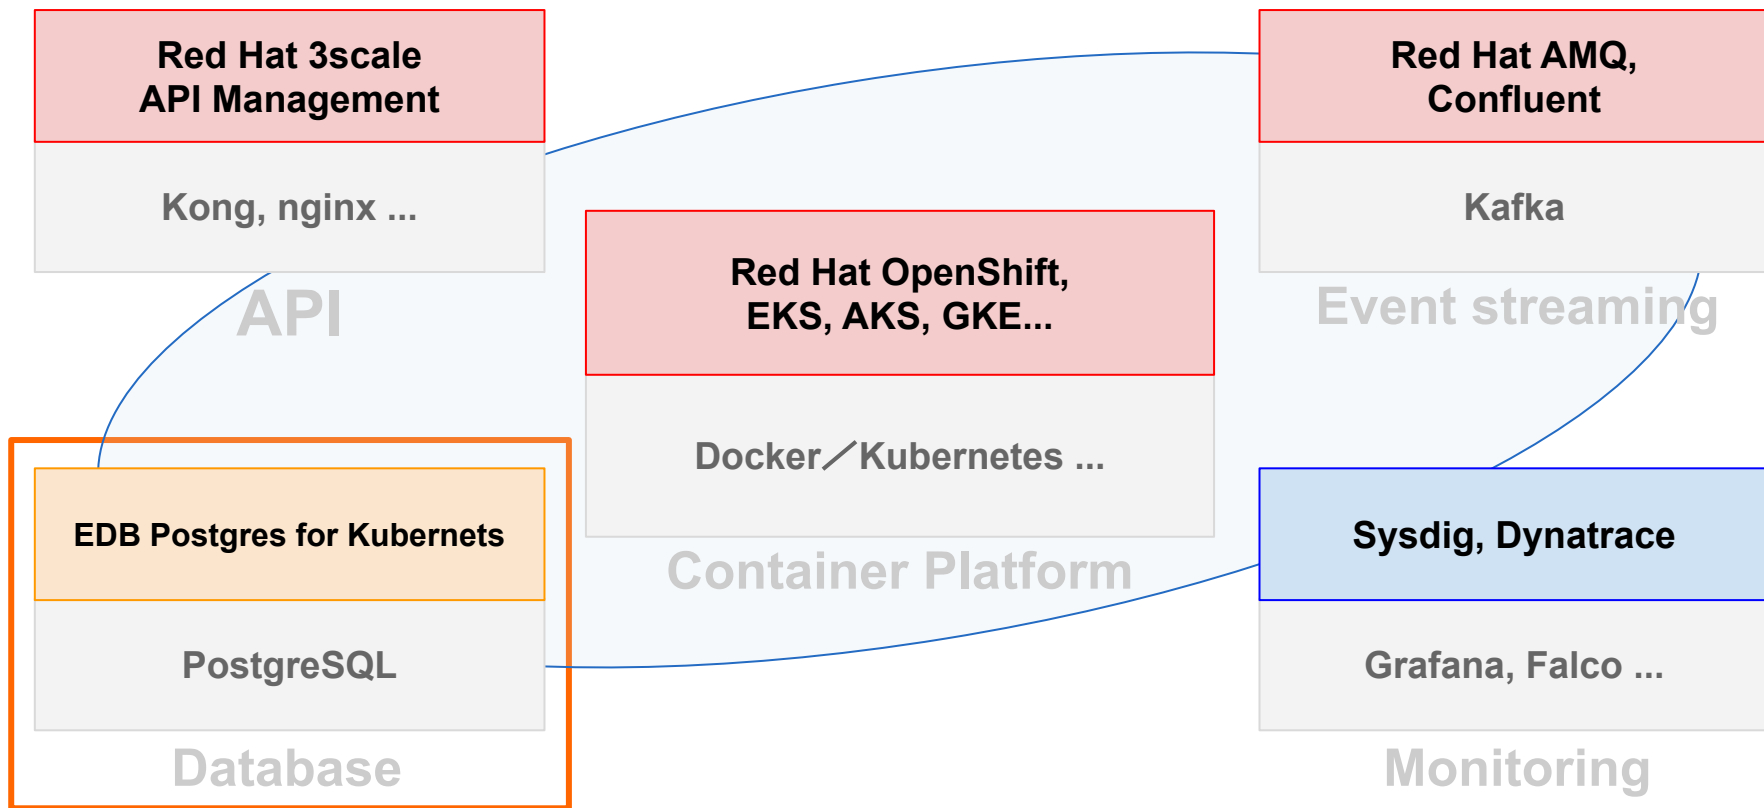 Red Hat 3scale
API Management
Kong, nginx ...
API
Red Hat AMQ,
Confluent
Kafka
Event streaming
Red Hat OpenShift,
EKS, AKS, GKE...
Docker／Kubernetes ...
Container Platform
EDB Postgres for Kubernets
PostgreSQL
Database
Sysdig, Dynatrace
Grafana, Falco ...
Monitoring